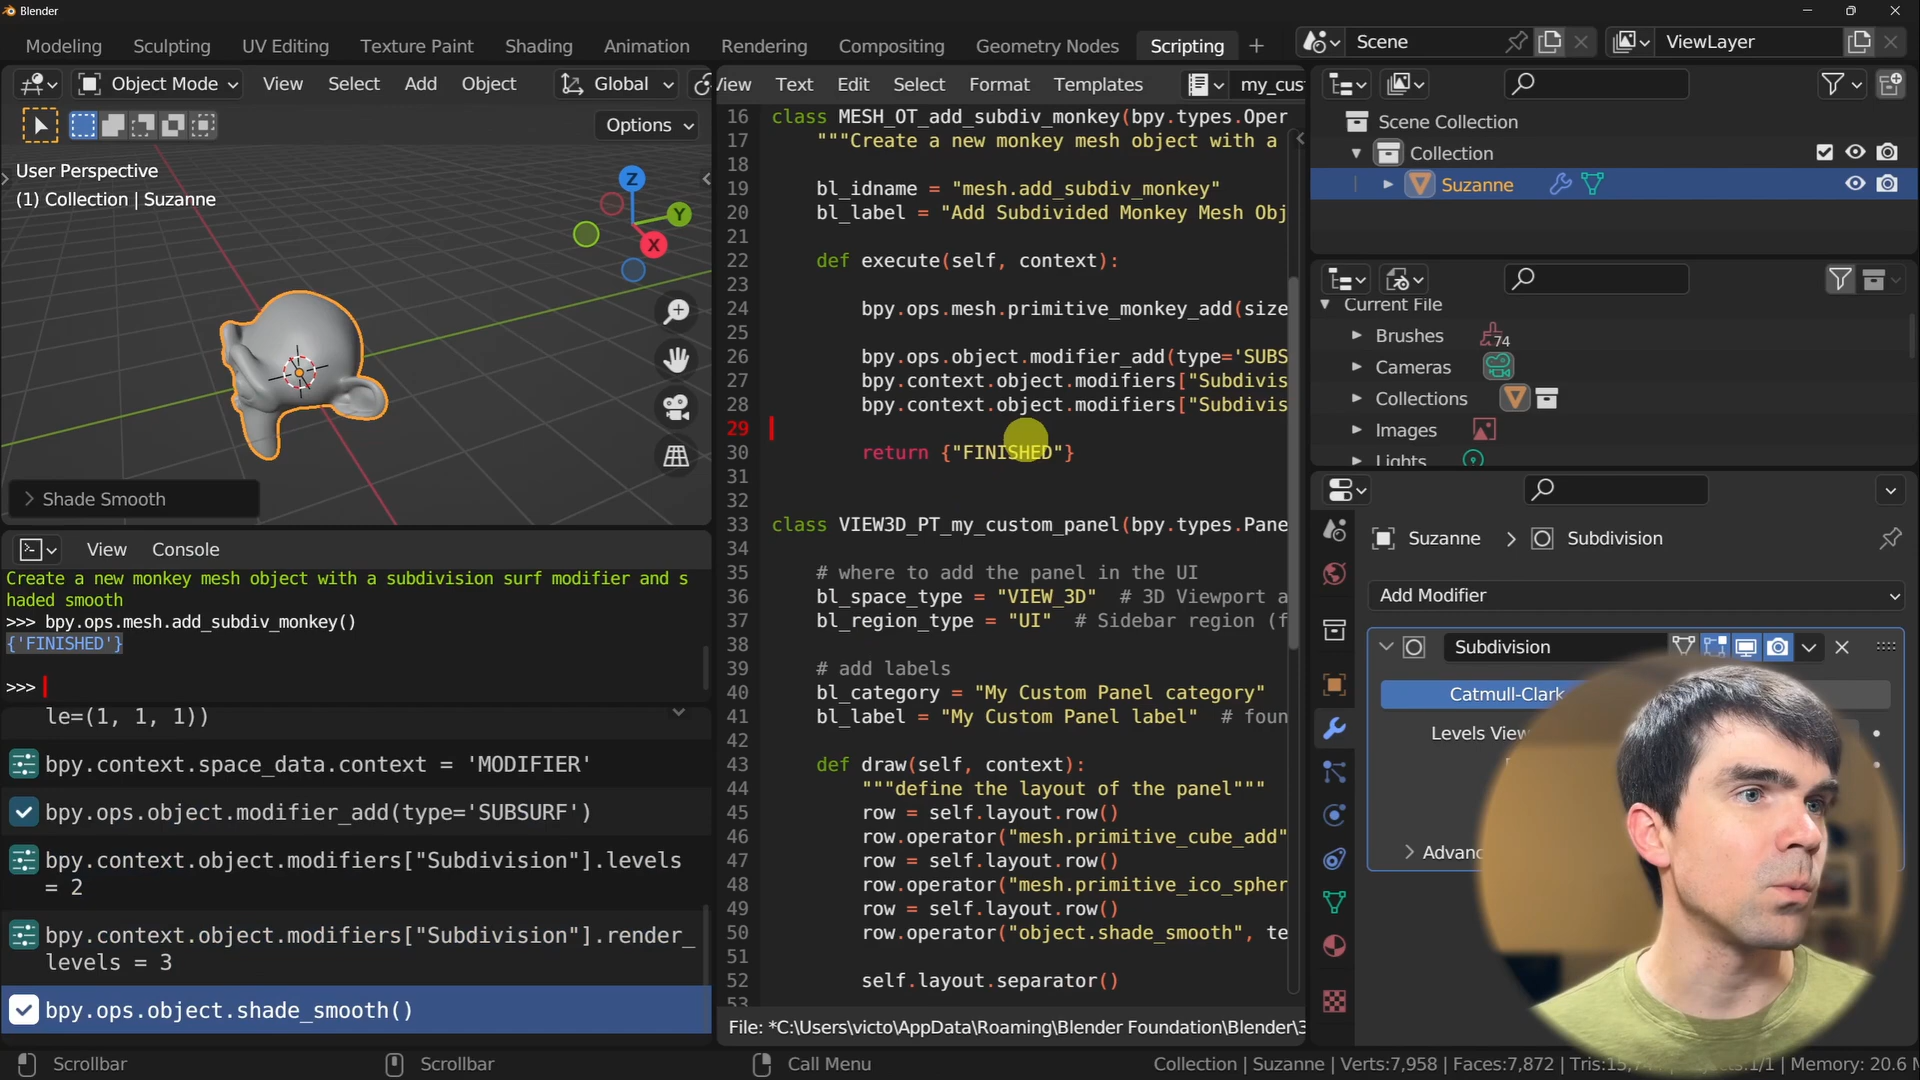 Blender
Modeling Sculpting UV Editing Texture Paint Shading Animation Rendering Compositing Geometry Nodes Scripting + Scene ViewLayer
Object Mode View Select Add Object Global
Options
User Perspective
(1) Collection | Suzanne
Z
Y
X
Shade Smooth
View Console
Create a new monkey mesh object with a subdivision surf modifier and s
haded smooth
>>> bpy.ops.mesh.add_subdiv_monkey()
{'FINISHED'}
>>>
le=(1, 1, 1))
bpy.context.space_data.context = 'MODIFIER'
bpy.ops.object.modifier_add(type='SUBSURF')
bpy.context.object.modifiers["Subdivision"].levels
= 2
bpy.context.object.modifiers["Subdivision"].render_
levels = 3
bpy.ops.object.shade_smooth()
View Text Edit Select Format Templates my_cus
16 class MESH_OT_add_subdiv_monkey(bpy.types.Oper
17 """Create a new monkey mesh object with a
18
19 bl_idname = "mesh.add_subdiv_monkey"
20 bl_label = "Add Subdivided Monkey Mesh Obj
21
22 def execute(self, context):
23
24 bpy.ops.mesh.primitive_monkey_add(size
25
26 bpy.ops.object.modifier_add(type='SUBS
27 bpy.context.object.modifiers["Subdivis
28 bpy.context.object.modifiers["Subdivis
29
30 return {"FINISHED"}
31
32
33 class VIEW3D_PT_my_custom_panel(bpy.types.Pane
34
35 # where to add the panel in the UI
36 bl_space_type = "VIEW_3D" # 3D Viewport a
37 bl_region_type = "UI" # Sidebar region (f
38
39 # add labels
40 bl_category = "My Custom Panel category"
41 bl_label = "My Custom Panel label" # foun
42
43 def draw(self, context):
44 """define the layout of the panel"""
45 row = self.layout.row()
46 row.operator("mesh.primitive_cube_add"
47 row = self.layout.row()
48 row.operator("mesh.primitive_ico_spher
49 row = self.layout.row()
50 row.operator("object.shade_smooth", te
51
52 self.layout.separator()
53
File: *C:\Users\victo\AppData\Roaming\Blender Foundation\Blender\3
Scene Collection
Collection
Suzanne
Current File
Brushes 74
Cameras
Collections
Images
Lights
Suzanne > Subdivision
Add Modifier
Subdivision
Catmull-Clark
Levels View
Advanc
Scrollbar Scrollbar Call Menu Collection | Suzanne | Verts:7,958 | Faces:7,872 | Tris:15,7 1/1 | Memory: 20.6 M